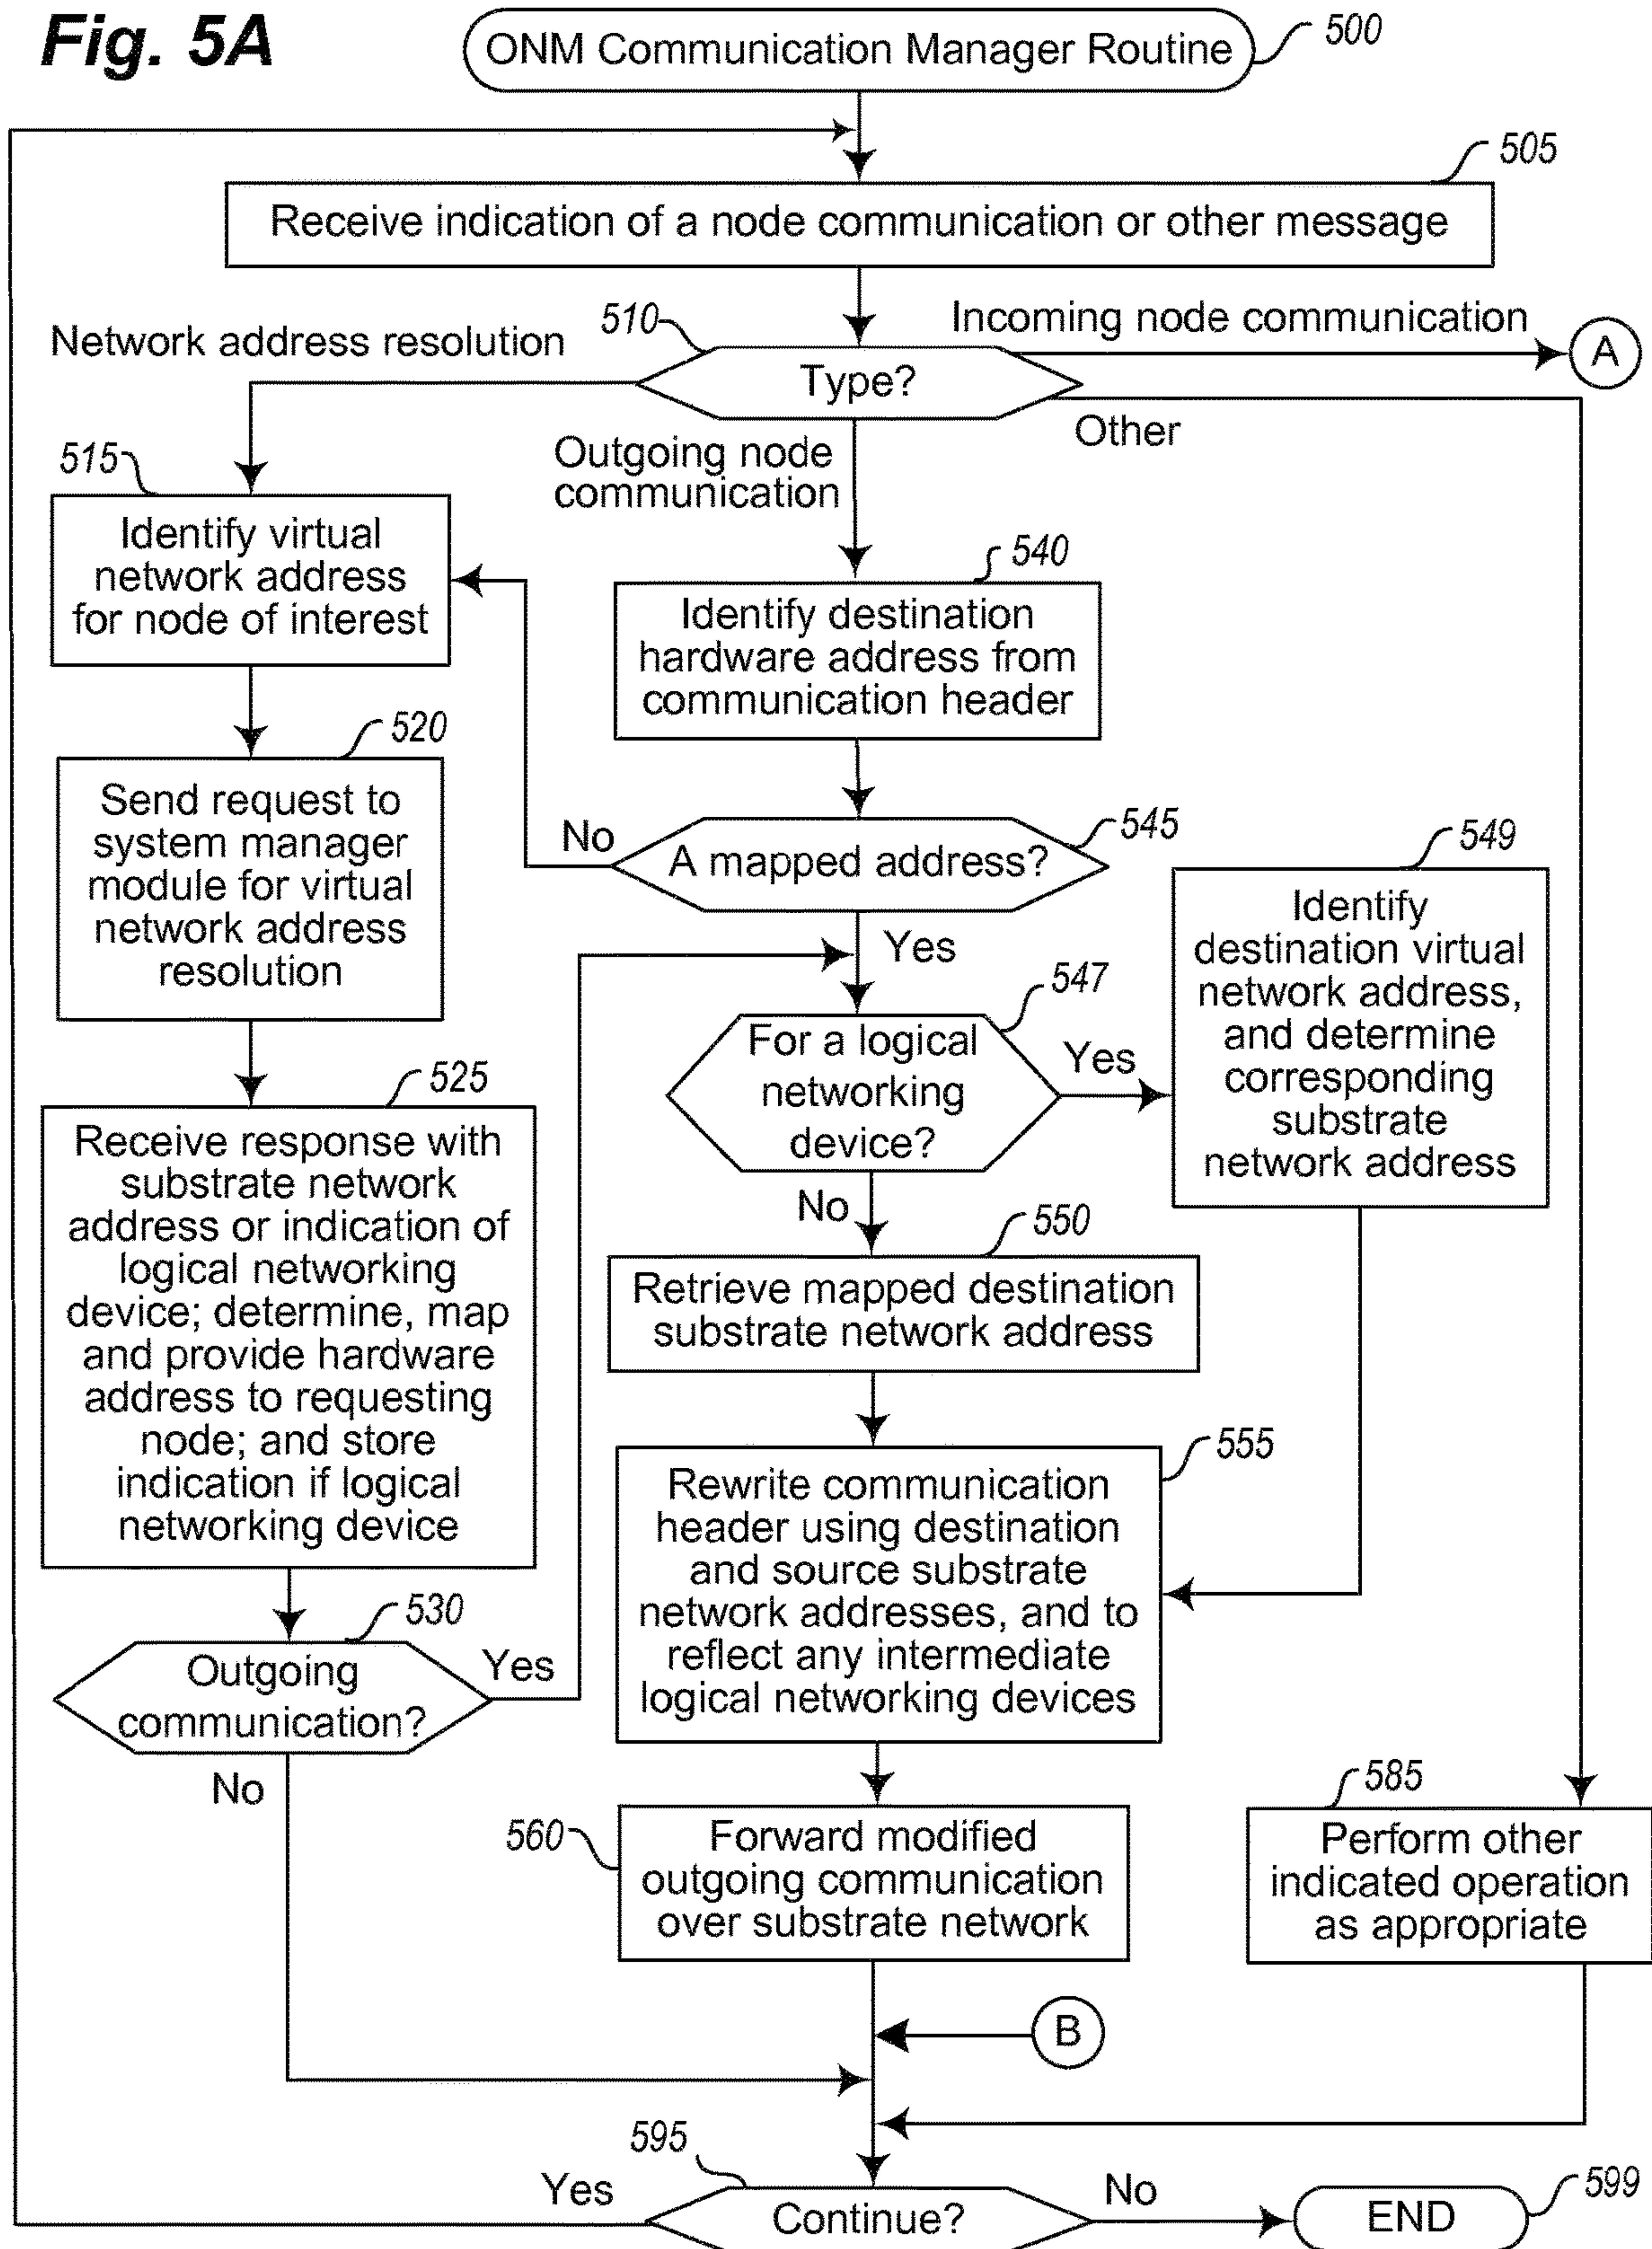 Fig. 5A
ONM Communication Manager Routine
500
505
Receive indication of a node communication or other message
Network address resolution
510
Incoming node communication
A
Type?
Other
Outgoing node
communication
515
Identify virtual
network address
for node of interest
540
Identify destination
hardware address from
communication header
520
Send request to
system manager
module for virtual
network address
resolution
No
A mapped address?
545
Yes
549
Identify
destination virtual
network address,
and determine
corresponding
substrate
network address
547
For a logical
networking
device?
Yes
No
525
Receive response with
substrate network
address or indication of
logical networking
device; determine, map
and provide hardware
address to requesting
node; and store
indication if logical
networking device
550
Retrieve mapped destination
substrate network address
555
Rewrite communication
header using destination
and source substrate
network addresses, and to
reflect any intermediate
logical networking devices
530
Outgoing
communication?
Yes
No
560
Forward modified
outgoing communication
over substrate network
585
Perform other
indicated operation
as appropriate
B
595
Yes
Continue?
No
END
599